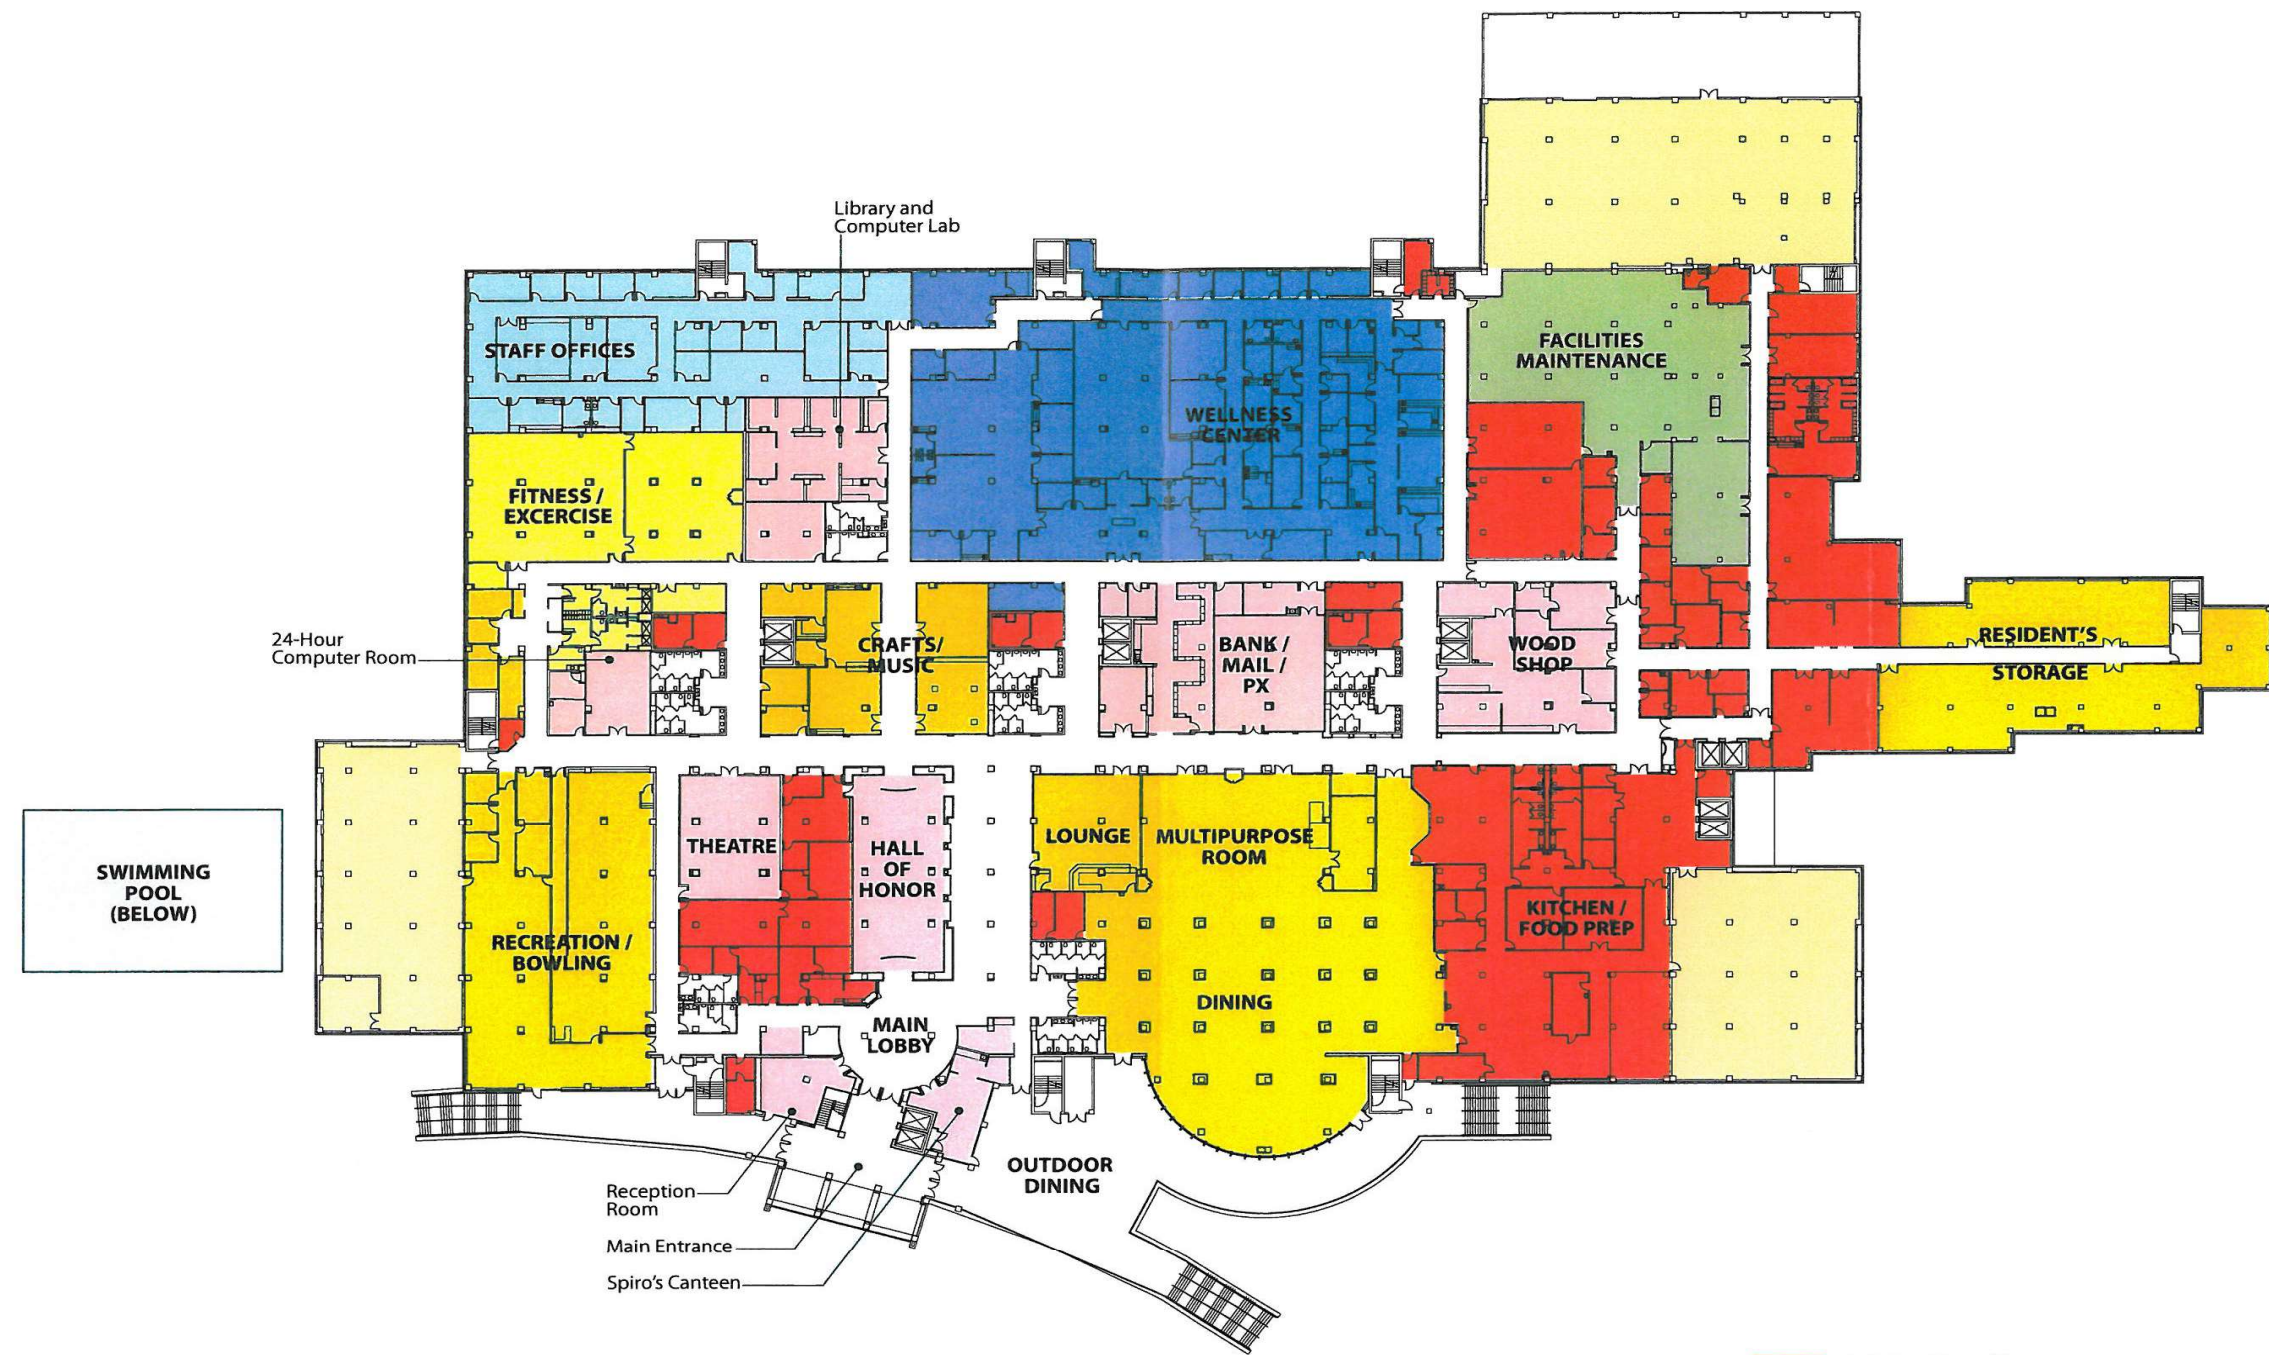 Library and
Computer Lab
STAFF OFFICES
FACILITIES
MAINTENANCE
WELLNESS
CENTER
FITNESS /
EXCERCISE
24-Hour
Computer Room
CRAFTS/
MUSIC
BANK /
MAIL /
PX
WOOD
SHOP
RESIDENT'S
STORAGE
SWIMMING
POOL
(BELOW)
THEATRE
HALL
OF
HONOR
LOUNGE
MULTIPURPOSE
ROOM
KITCHEN /
FOOD PREP
RECREATION /
BOWLING
DINING
MAIN
LOBBY
OUTDOOR
DINING
Reception
Room
Main Entrance
Spiro's Canteen